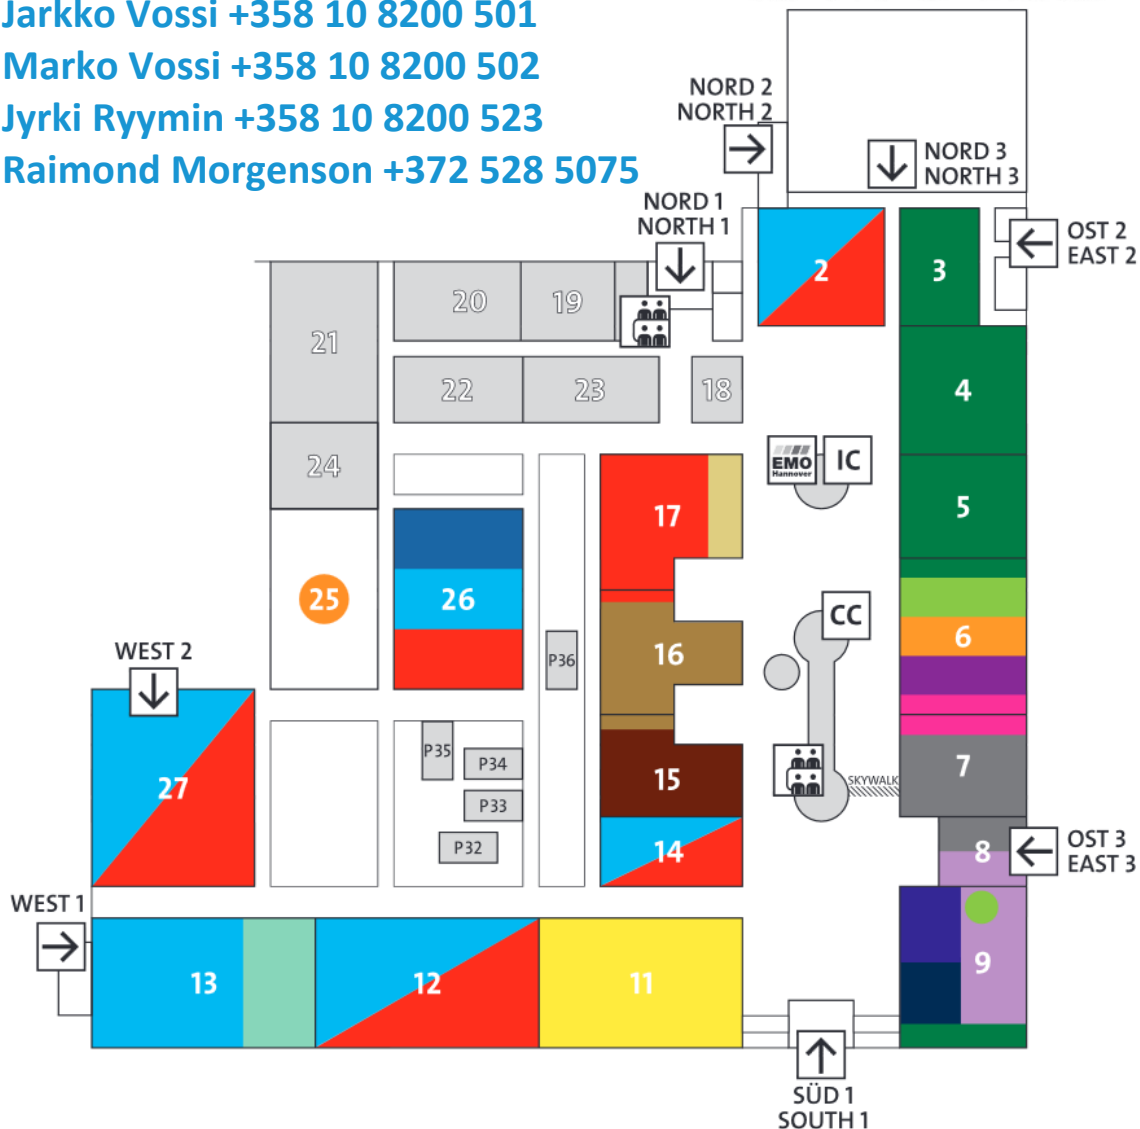 Jarkko Vossi +358 10 8200 501
Marko Vossi +358 10 8200 502
Jyrki Ryymin +358 10 8200 523
Raimond Morgenson +372 528 5075
NORD 2
NORTH 2
NORD 3
NORTH 3
NORD 1
NORTH 1
OST 2
EAST 2
2
3
20
19
21
22
23
18
4
24
EMO
Hannover
IC
17
5
25
26
CC
6
16
P36
WEST 2
P35
P34
7
27
15
SKYWALK
P33
P32
14
8
OST 3
EAST 3
WEST 1
13
12
11
9
SÜD 1
SOUTH 1